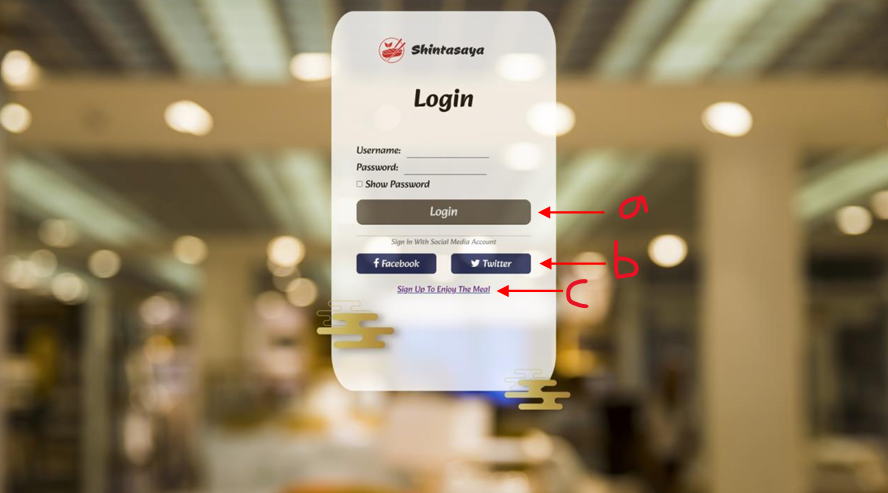 Shintasaya
Login
Username:
Password:
Show Password
Login a
Sign In With Social Media Account
Facebook Twitter b
Sign Up To Enjoy The Meal c